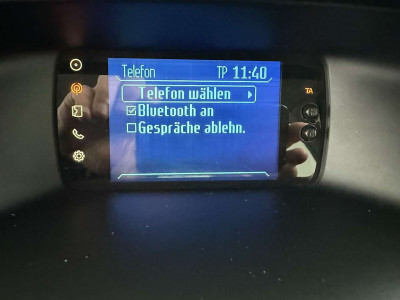 Telefon TP 11:40
TA
Telefon wählen
Bluetooth an
Gespräche ablehn.